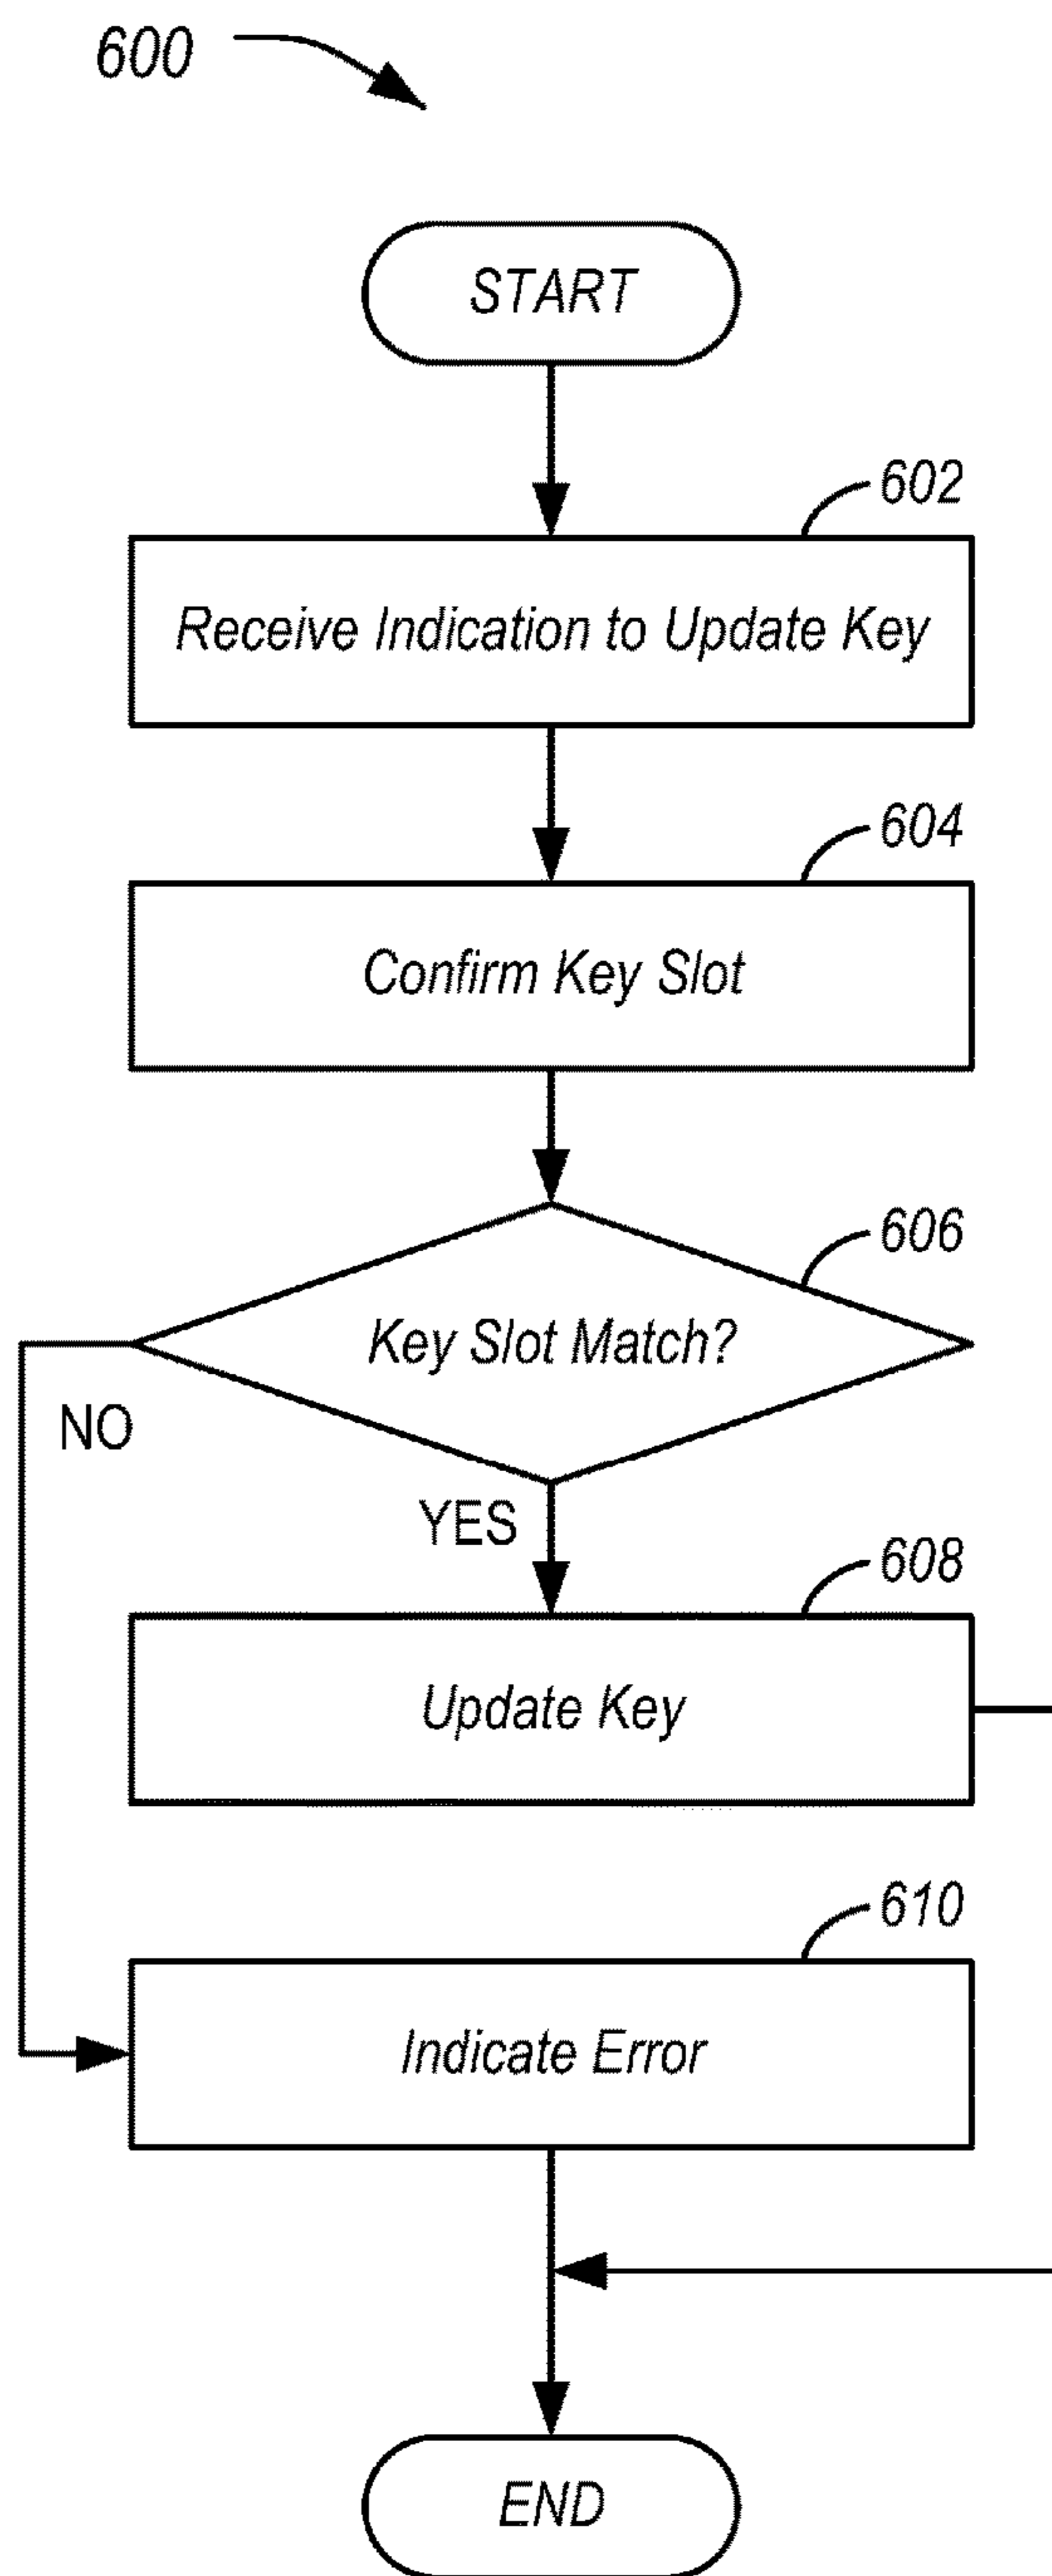 600
START
602
Receive Indication to Update Key
604
Confirm Key Slot
606
Key Slot Match?
NO
YES
608
Update Key
610
Indicate Error
END